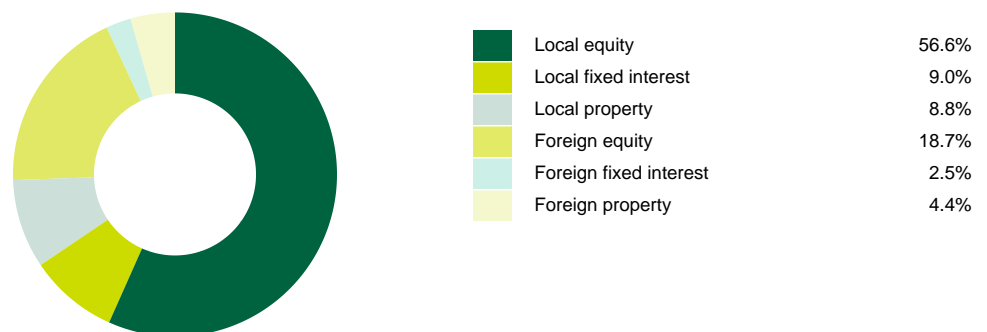 Local equity 56.6%
Local fixed interest 9.0%
Local property 8.8%
Foreign equity 18.7%
Foreign fixed interest 2.5%
Foreign property 4.4%